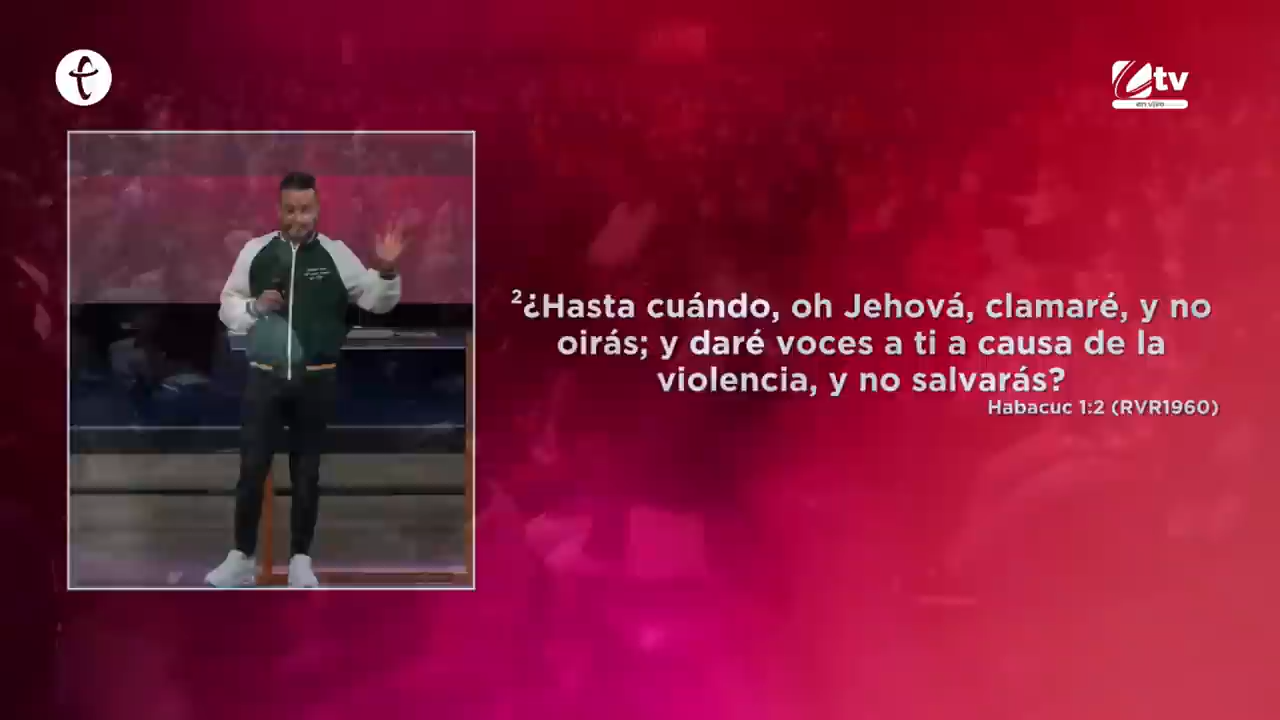 tv
en vivo
²¿Hasta cuándo, oh Jehová, clamaré, y no
oirás; y daré voces a ti a causa de la
violencia, y no salvarás?
Habacuc 1:2 (RVR1960)